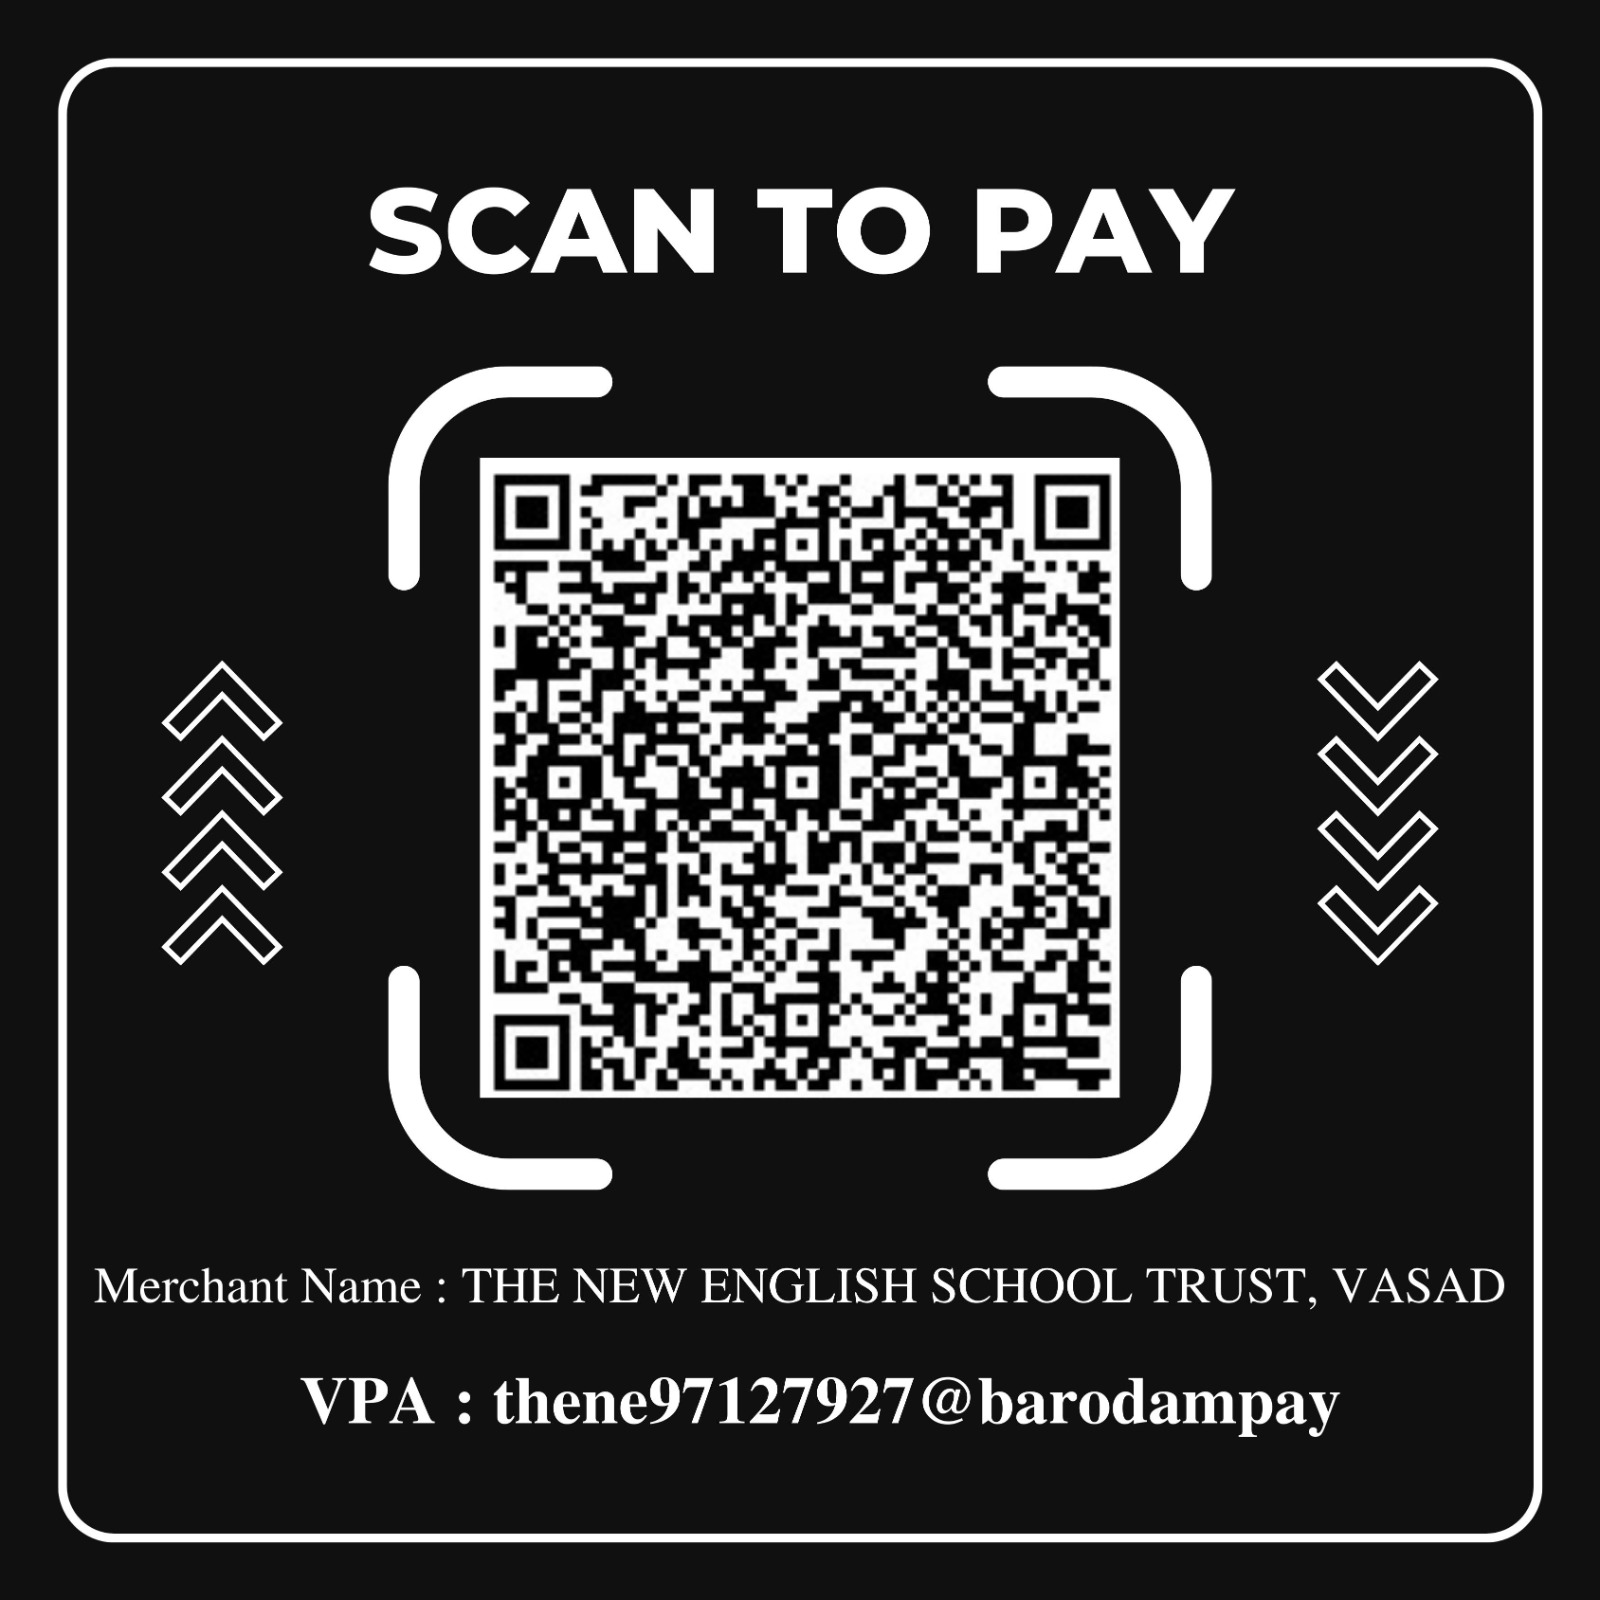 SCAN TO PAY
Merchant Name : THE NEW ENGLISH SCHOOL TRUST, VASAD
VPA : thene97127927@barodampay